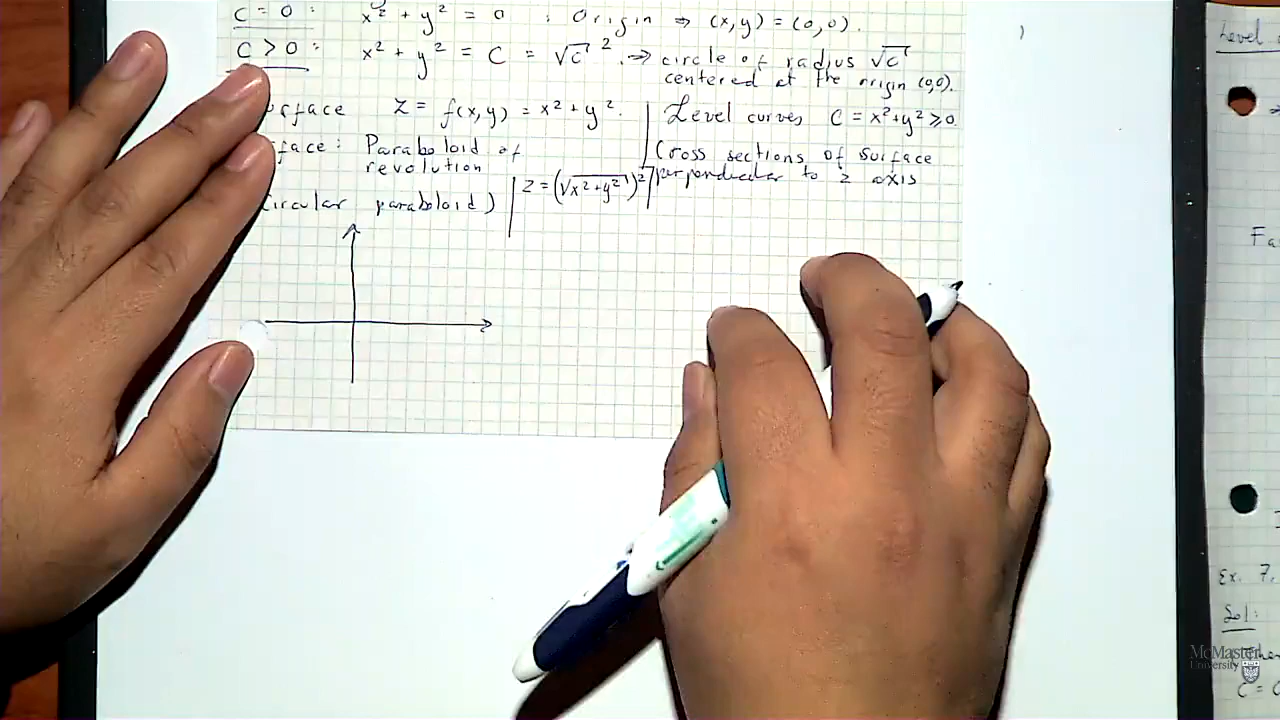 C = 0 : x² + y² = 0 : Origin ⇒ (x,y) = (0,0).
C > 0 : x² + y² = C = √c ². ⇒ circle of radius √c
centered at the origin (0,0).
urface z = f(x,y) = x² + y². | Level curves C = x²+y² ≥ 0.
face : Paraboloid of
revolution
Cross sections of surface
perpendicular to z axis
ircular paraboloid) | z = (√x²+y²)²
Level
Fa
Ex. 7.
Sol:
McMaster
University
C =